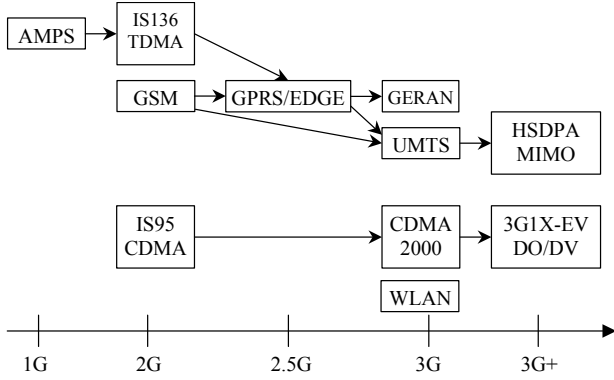 IS136
AMPS
TDMA
GSM
GPRS/EDGE
GERAN
UMTS
HSDPA
MIMO
IS95
CDMA
CDMA
2000
3G1X-EV
DO/DV
WLAN
1G
2G
2.5G
3G
3G+